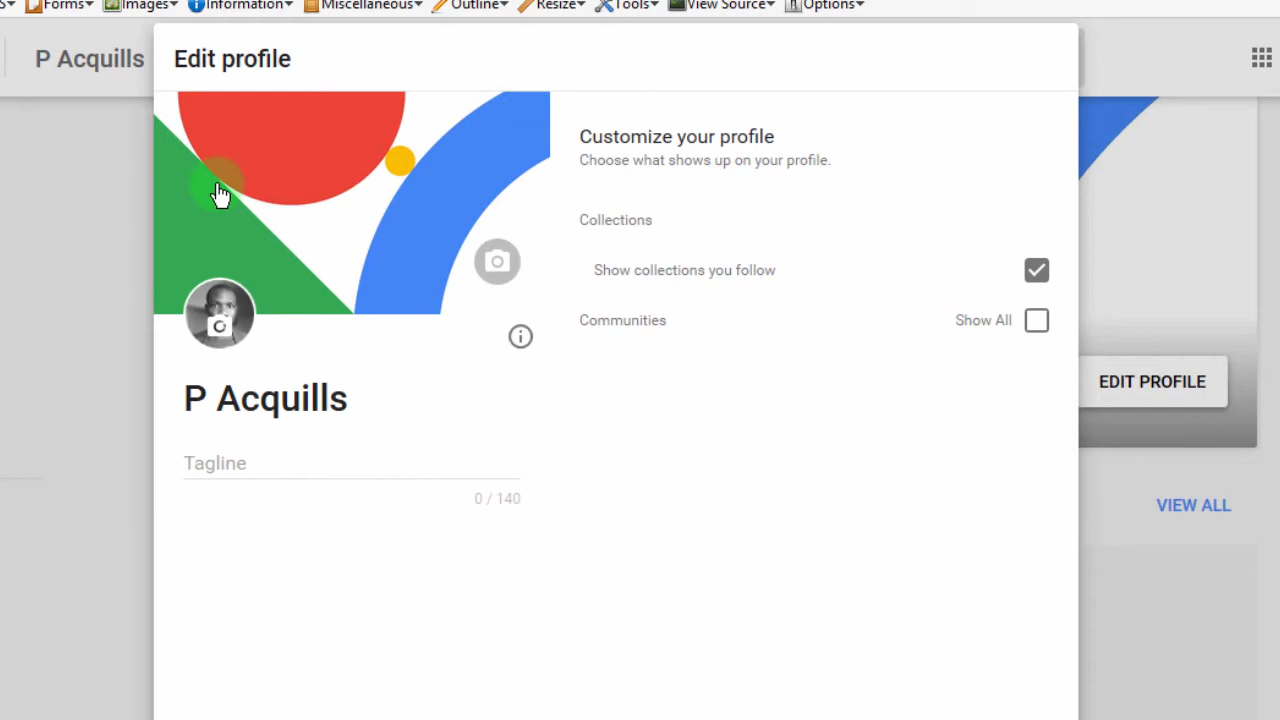 Forms Images Information Miscellaneous Outline Resize Tools View Source Options
P Acquills
Edit profile
Customize your profile
Choose what shows up on your profile.
Collections
Show collections you follow
Communities Show All
EDIT PROFILE
P Acquills
Tagline
0 / 140
VIEW ALL